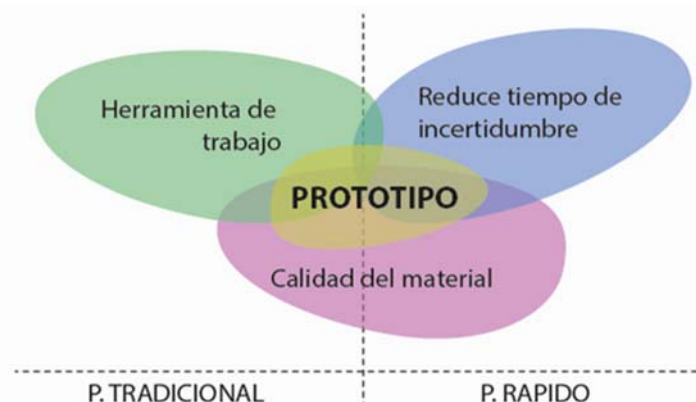 Herramienta de
trabajo
Reduce tiempo de
incertidumbre
PROTOTIPO
Calidad del material
P. TRADICIONAL
P. RAPIDO